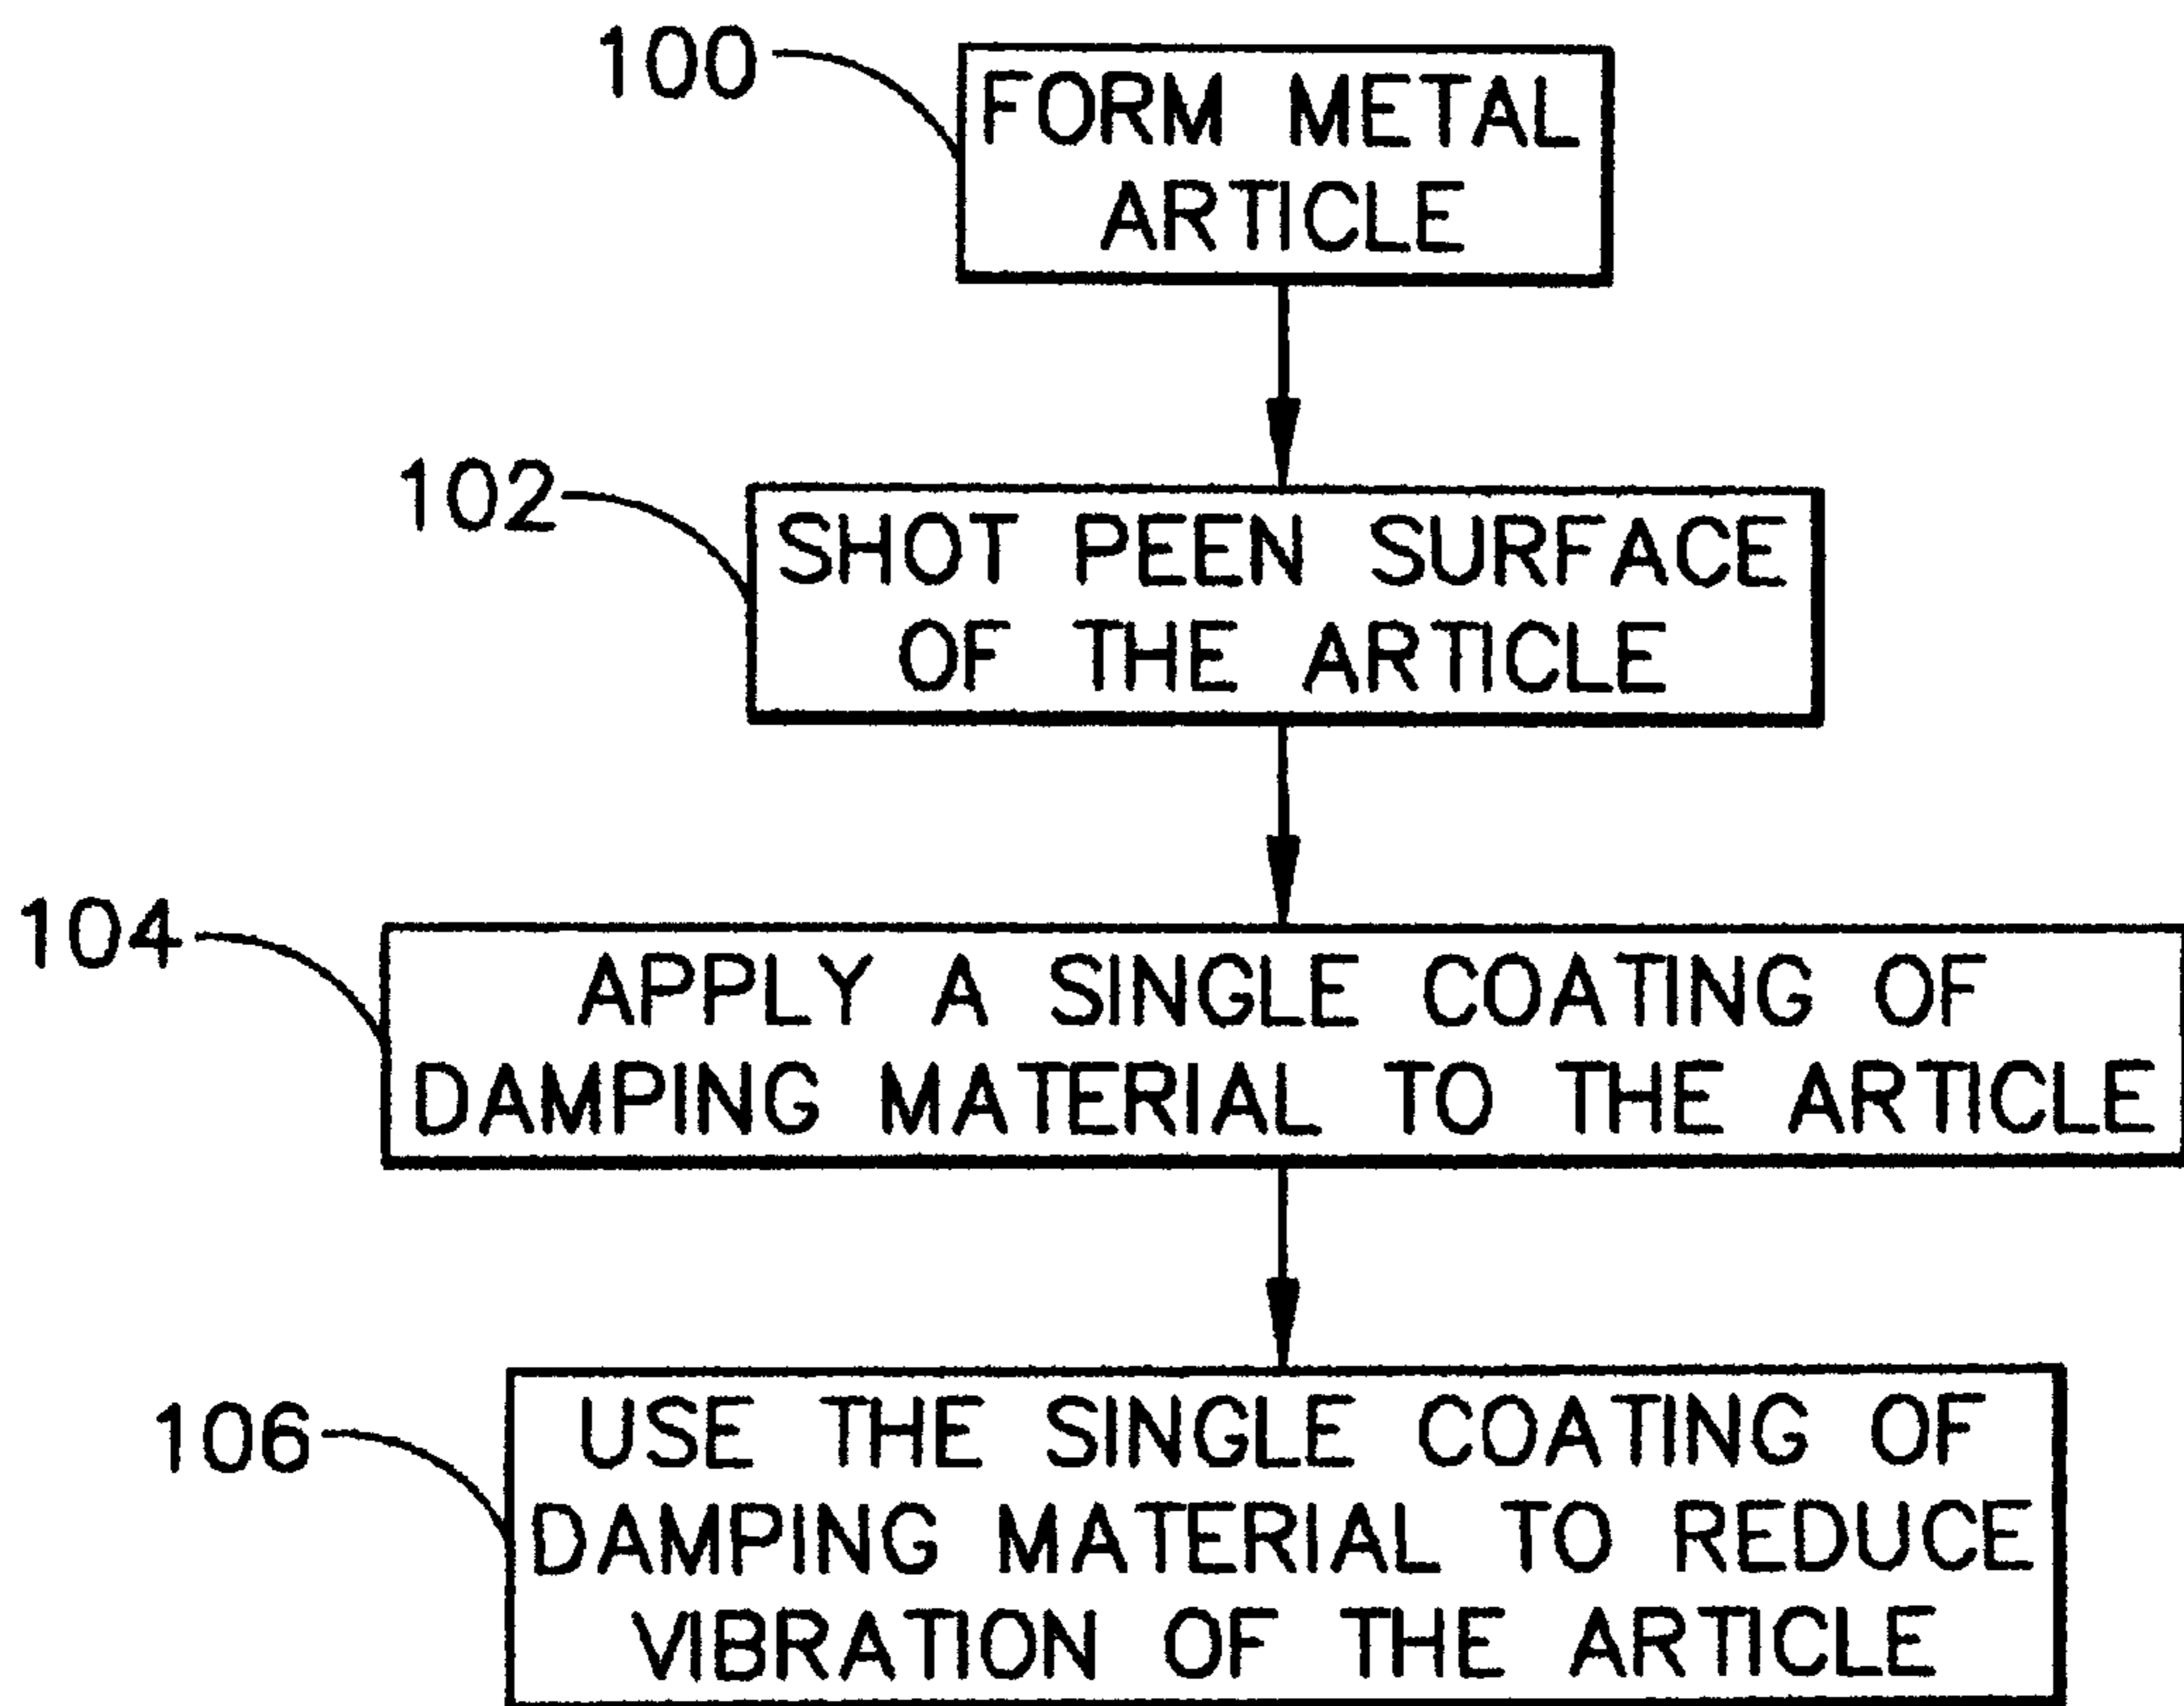 100
FORM METAL
ARTICLE
102
SHOT PEEN SURFACE
OF THE ARTICLE
104
APPLY A SINGLE COATING OF
DAMPING MATERIAL TO THE ARTICLE
106
USE THE SINGLE COATING OF
DAMPING MATERIAL TO REDUCE
VIBRATION OF THE ARTICLE